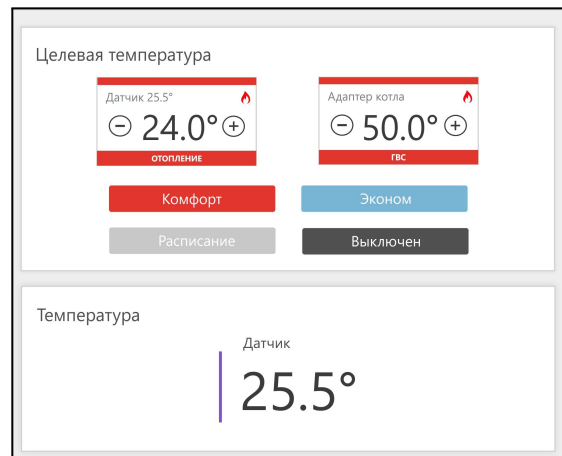 Целевая температура
Датчик 25.5°
24.0°
ОТОПЛЕНИЕ
Адаптер котла
50.0°
ГВС
Комфорт
Эконом
Расписание
Выключен
Температура
Датчик
25.5°